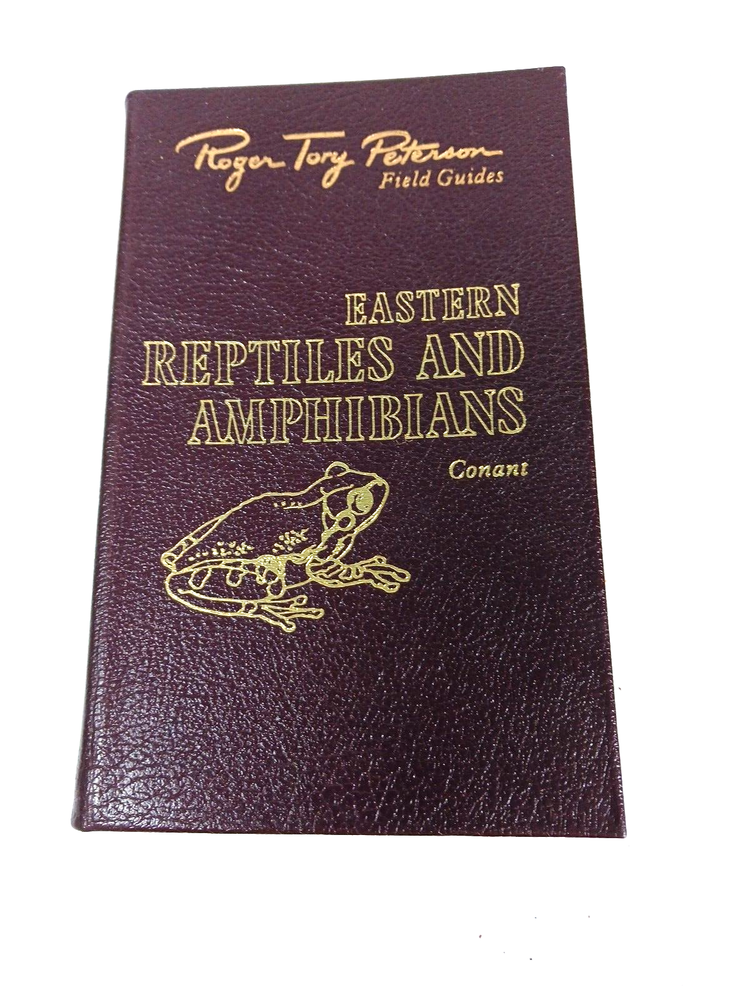 Roger Tory Peterson
Field Guides
EASTERN
REPTILES AND
AMPHIBIANS
Conant